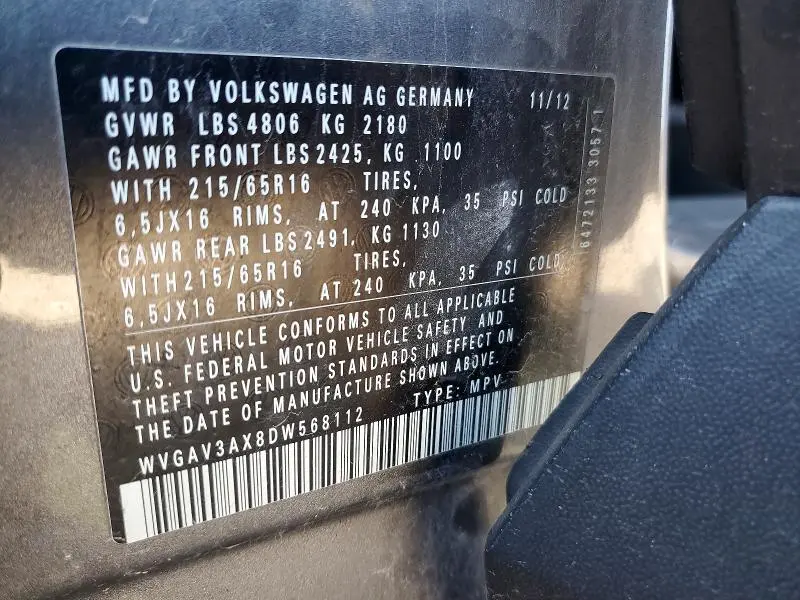 MFD BY VOLKSWAGEN AG GERMANY 11/12
GVWR LBS 4806 KG 2180
GAWR FRONT LBS 2425, KG 1100
WITH 215/65R16 TIRES,
6,5JX16 RIMS, AT 240 KPA, 35 PSI COLD
GAWR REAR LBS 2491, KG 1130
WITH 215/65R16 TIRES,
6,5JX16 RIMS, AT 240 KPA, 35 PSI COLD,
THIS VEHICLE CONFORMS TO ALL APPLICABLE
U.S. FEDERAL MOTOR VEHICLE SAFETY AND
THEFT PREVENTION STANDARDS IN EFFECT ON
THE DATE OF MANUFACTURE SHOWN ABOVE.
WVGAV3AX8DW568112 TYPE: MPV
6472133 3057 1